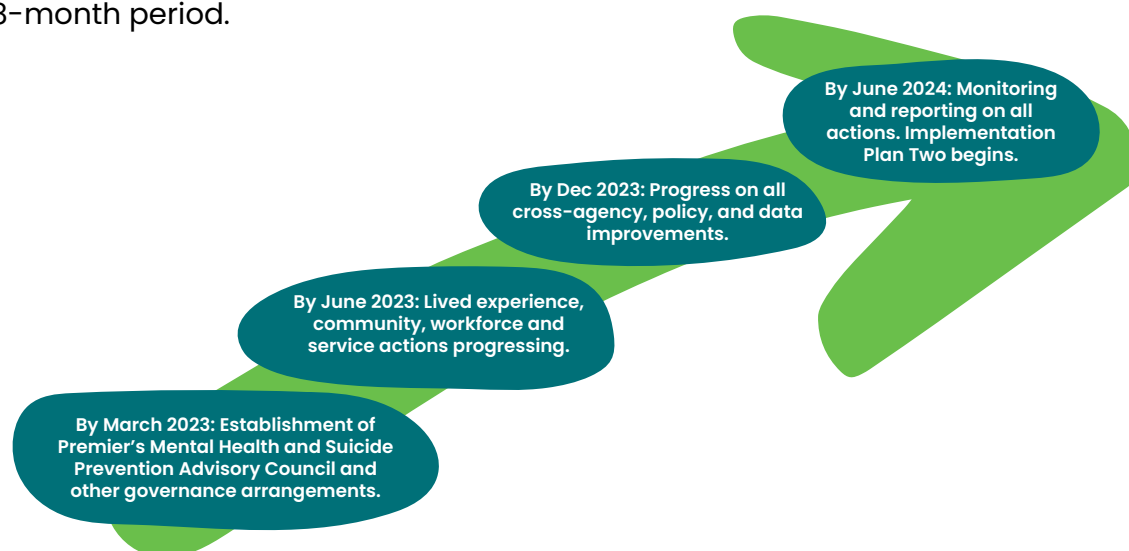 -month period.
By June 2024: Monitoring
and reporting on all
actions. Implementation
Plan Two begins.
By Dec 2023: Progress on all
cross-agency, policy, and data
improvements.
By June 2023: Lived experience,
community, workforce and
service actions progressing.
By March 2023: Establishment of
Premier’s Mental Health and Suicide
Prevention Advisory Council and
other governance arrangements.